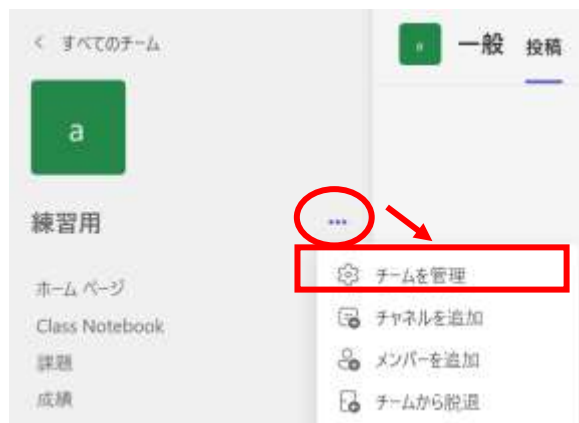 < すべてのチーム
a
練習用
ホーム ページ
Class Notebook
課題
成績
a 一般 投稿
...
チームを管理
チャネルを追加
メンバーを追加
チームから脱退